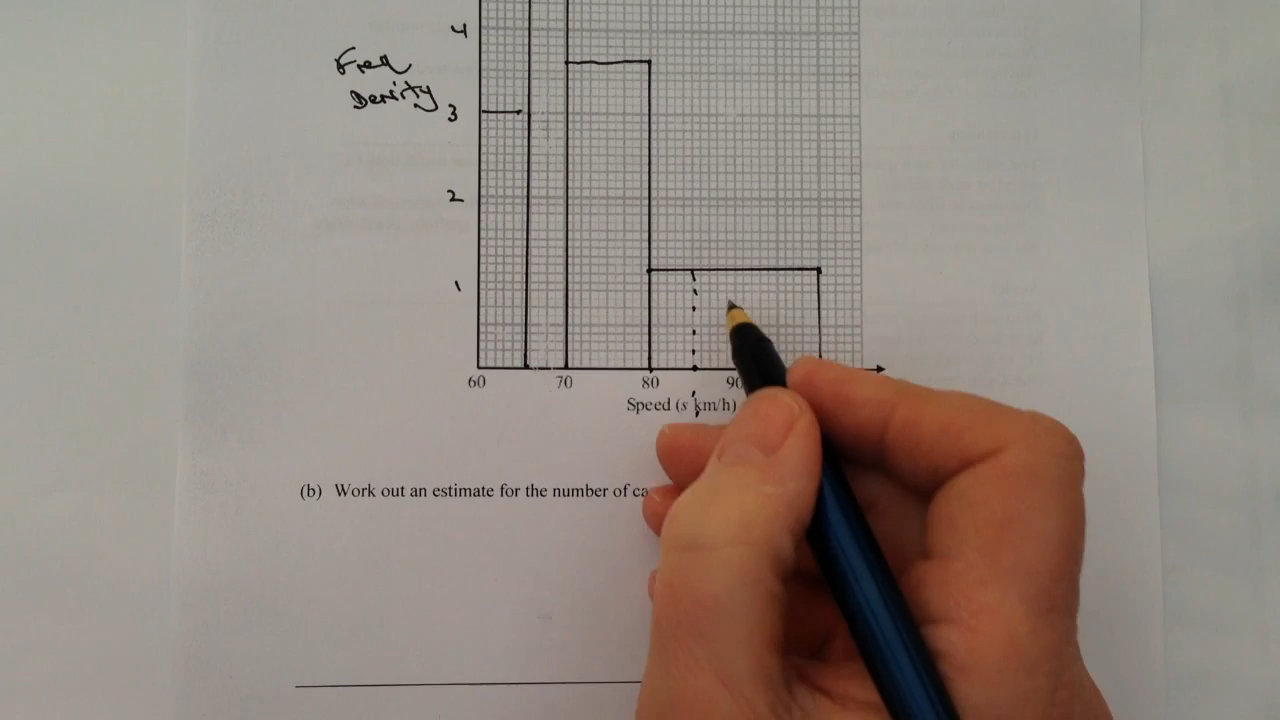 4
Freq
Density
3
2
1
60 70 80 90
Speed (s km/h)
(b) Work out an estimate for the number of ca